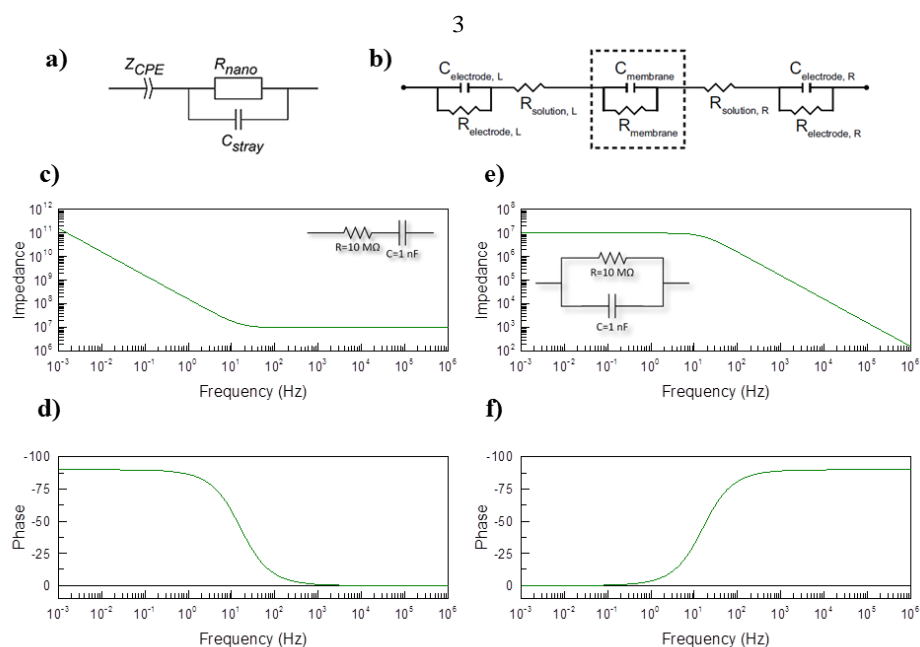 3
a)
Z_CPE
R_nano
C_stray
b)
C_electrode, L
R_electrode, L
R_solution, L
C_membrane
R_membrane
R_solution, R
C_electrode, R
R_electrode, R
c)
Impedance
10^12
10^11
10^10
10^9
10^8
10^7
10^6
R=10 MΩ
C=1 nF
10^-3 10^-2 10^-1 10^0 10^1 10^2 10^3 10^4 10^5 10^6
Frequency (Hz)
e)
Impedance
10^8
10^7
10^6
10^5
10^4
10^3
10^2
R=10 MΩ
C=1 nF
10^-3 10^-2 10^-1 10^0 10^1 10^2 10^3 10^4 10^5 10^6
Frequency (Hz)
d)
Phase
-100
-75
-50
-25
0
10^-3 10^-2 10^-1 10^0 10^1 10^2 10^3 10^4 10^5 10^6
Frequency (Hz)
f)
Phase
-100
-75
-50
-25
0
10^-3 10^-2 10^-1 10^0 10^1 10^2 10^3 10^4 10^5 10^6
Frequency (Hz)